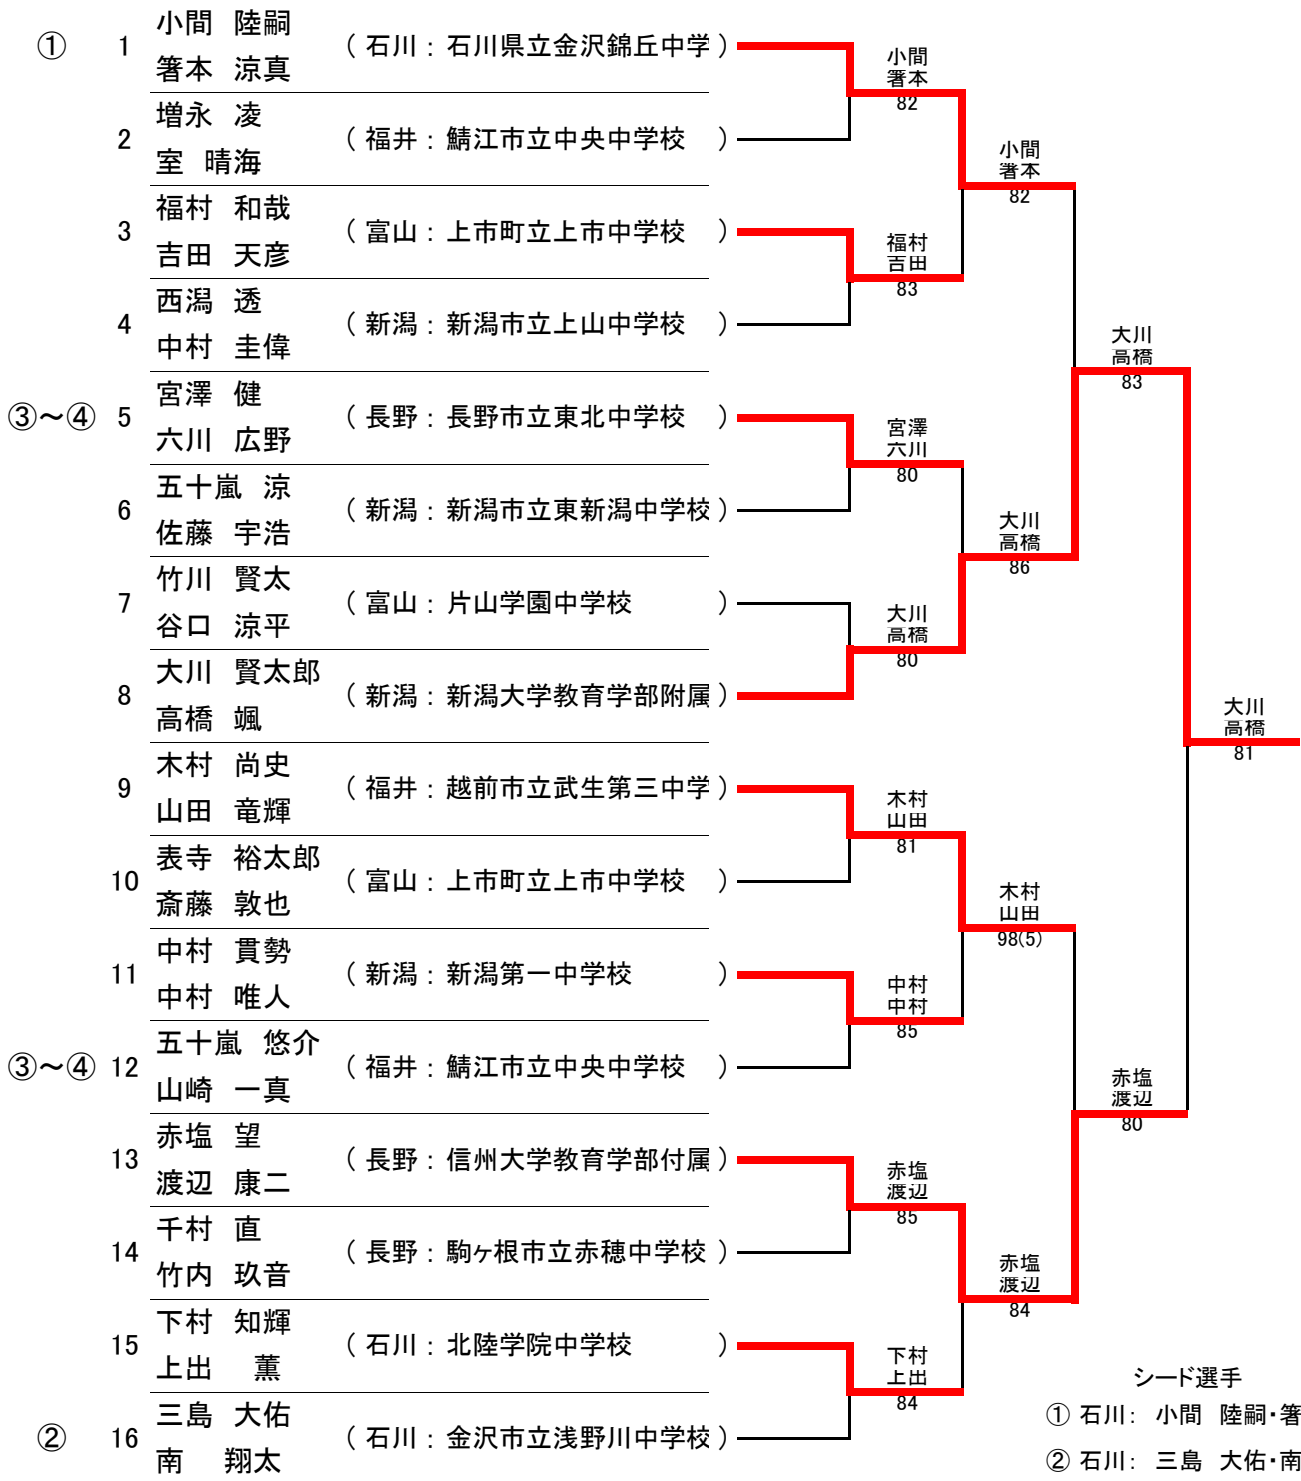 小間　陸嗣
① 1 （ 石川 ： 石川県立金沢錦丘中学 ）
箸本　涼真
増永　凌
2 （ 福井 ： 鯖江市立中央中学校 ）
室　晴海
福村　和哉
3 （ 富山 ： 上市町立上市中学校 ）
吉田　天彦
西潟　透
4 （ 新潟 ： 新潟市立上山中学校 ）
中村　圭偉
宮澤　健
③～④ 5 （ 長野 ： 長野市立東北中学校 ）
六川　広野
五十嵐　涼
6 （ 新潟 ： 新潟市立東新潟中学校 ）
佐藤　宇浩
竹川　賢太
7 （ 富山 ： 片山学園中学校 ）
谷口　涼平
大川　賢太郎
8 （ 新潟 ： 新潟大学教育学部附属 ）
高橋　颯
木村　尚史
9 （ 福井 ： 越前市立武生第三中学 ）
山田　竜輝
表寺　裕太郎
10 （ 富山 ： 上市町立上市中学校 ）
斎藤　敦也
中村　貫勢
11 （ 新潟 ： 新潟第一中学校 ）
中村　唯人
五十嵐　悠介
③～④ 12 （ 福井 ： 鯖江市立中央中学校 ）
山崎　一真
赤塩　望
13 （ 長野 ： 信州大学教育学部付属 ）
渡辺　康二
千村　直
14 （ 長野 ： 駒ヶ根市立赤穂中学校 ）
竹内　玖音
下村　知輝
15 （ 石川 ： 北陸学院中学校 ）
上出　薫
三島　大佑
② 16 （ 石川 ： 金沢市立浅野川中学校 ）
南　翔太
小間
箸本
82
福村
吉田
83
宮澤
六川
80
大川
高橋
80
木村
山田
81
中村
中村
85
赤塩
渡辺
85
下村
上出
84
小間
箸本
82
大川
高橋
86
木村
山田
98(5)
赤塩
渡辺
84
大川
高橋
83
赤塩
渡辺
80
大川
高橋
81
シード選手
① 石川： 小間　陸嗣・箸
② 石川： 三島　大佑・南